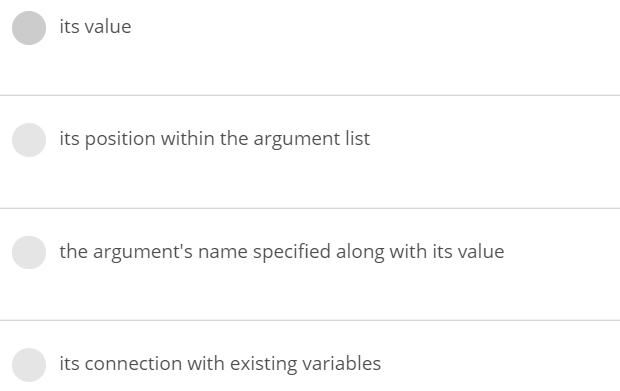 its value
its position within the argument list
the argument's name specified along with its value
its connection with existing variables